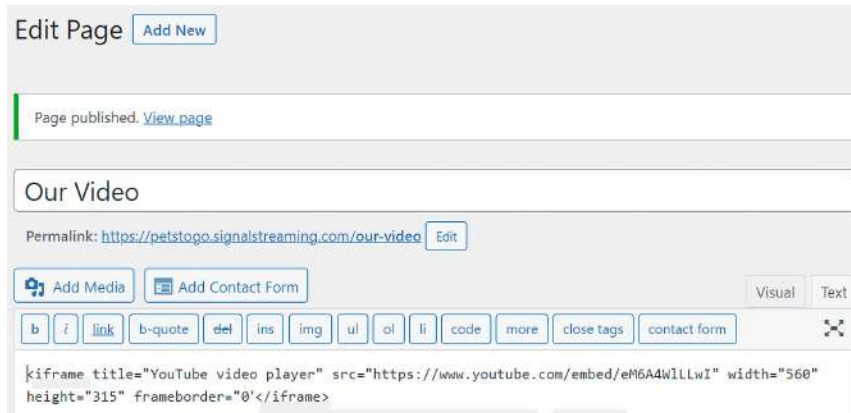 Edit Page Add New
Page published. View page
Our Video
Permalink: https://petstogo.signalstreaming.com/our-video Edit
Add Media Add Contact Form Visual Text
b i link b-quote del ins img ul ol li code more close tags contact form
<iframe title="YouTube video player" src="https://www.youtube.com/embed/eM6A4WlLLwI" width="560"
height="315" frameborder="0'</iframe>